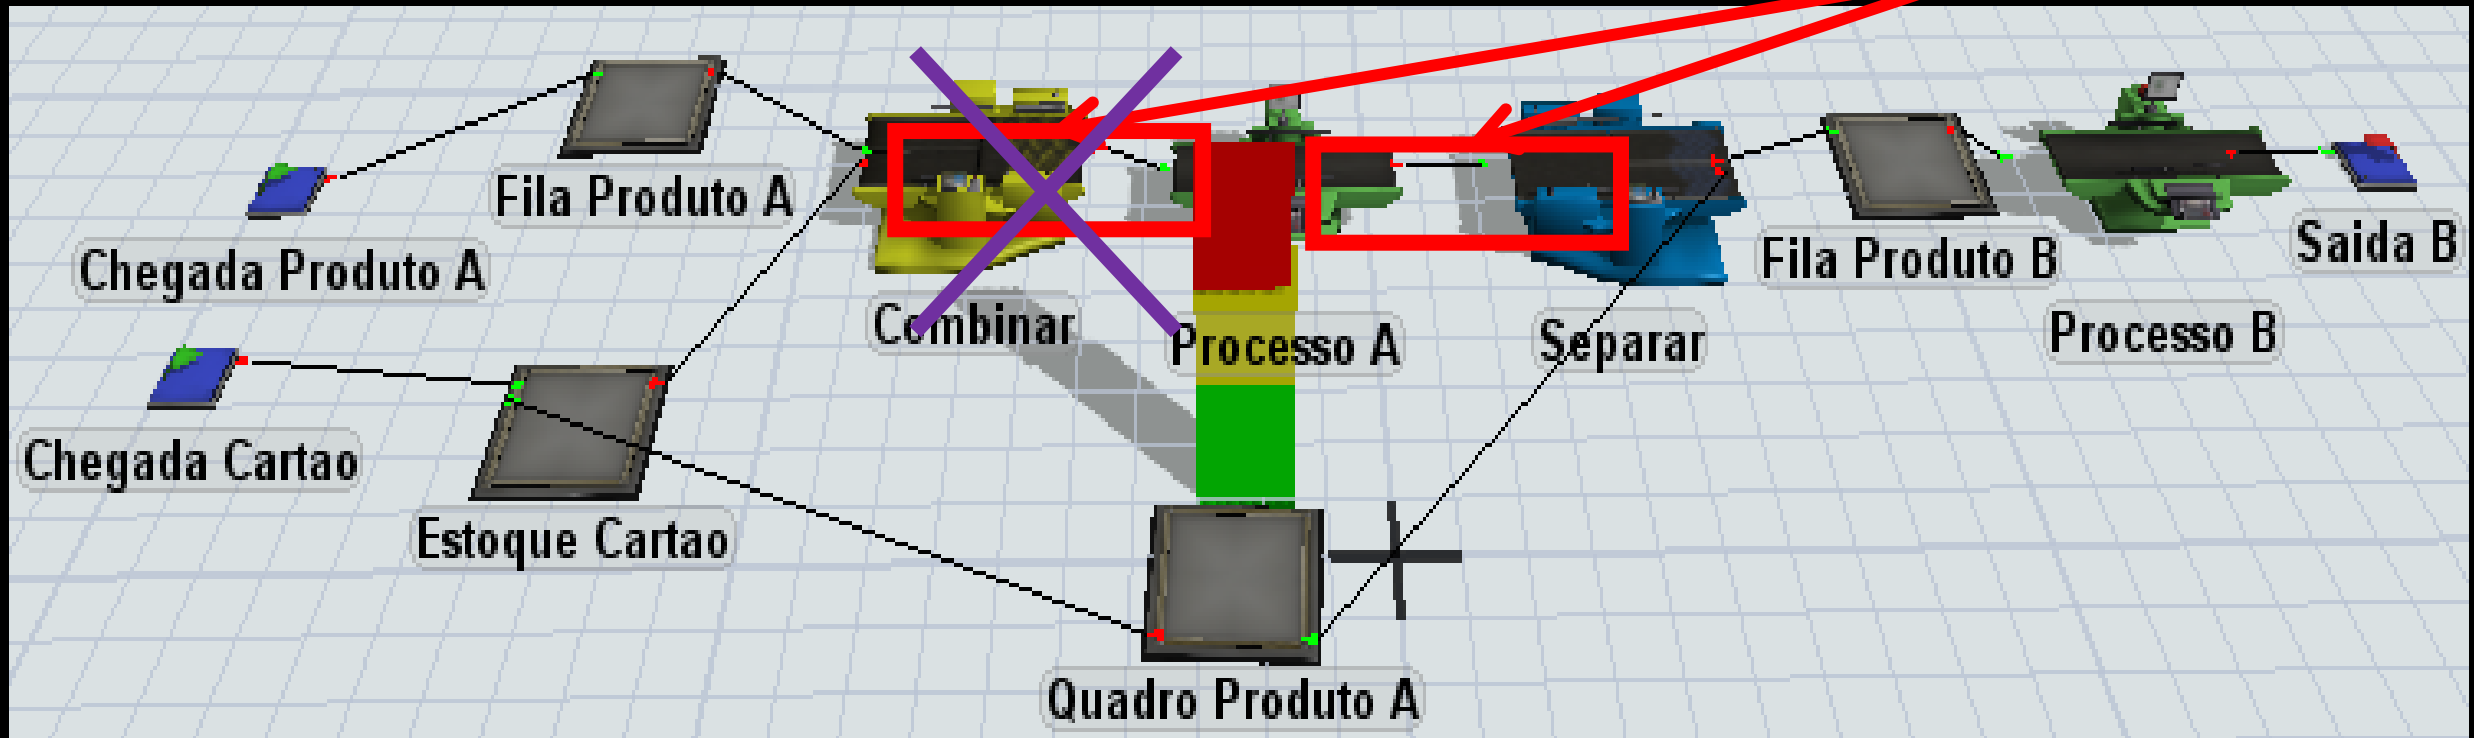 Fila Produto A
Chegada Produto A
Combinar
Processo A
Separar
Fila Produto B
Processo B
Saida B
Chegada Cartao
Estoque Cartao
Quadro Produto A